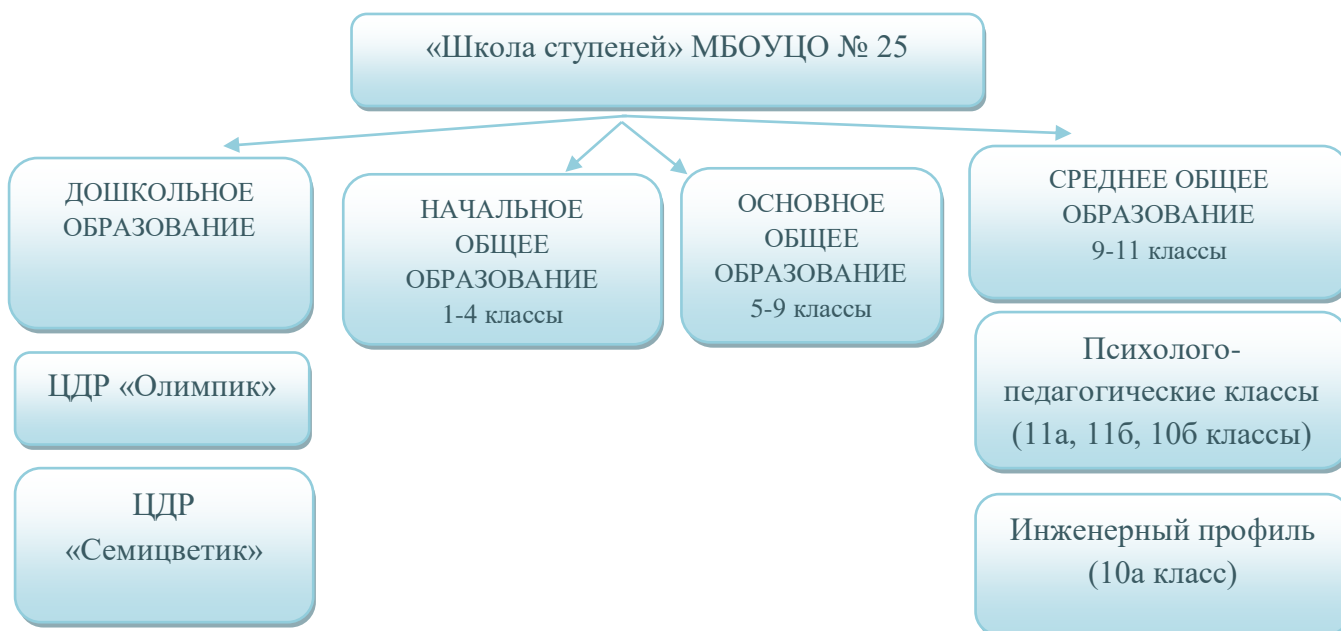 «Школа ступеней» МБОУЦО № 25
ДОШКОЛЬНОЕ
ОБРАЗОВАНИЕ
ЦДР «Олимпик»
ЦДР
«Семицветик»
НАЧАЛЬНОЕ
ОБЩЕЕ
ОБРАЗОВАНИЕ
1-4 классы
ОСНОВНОЕ
ОБЩЕЕ
ОБРАЗОВАНИЕ
5-9 классы
СРЕДНЕЕ ОБЩЕЕ
ОБРАЗОВАНИЕ
9-11 классы
Психолого-
педагогические классы
(11а, 11б, 10б классы)
Инженерный профиль
(10а класс)